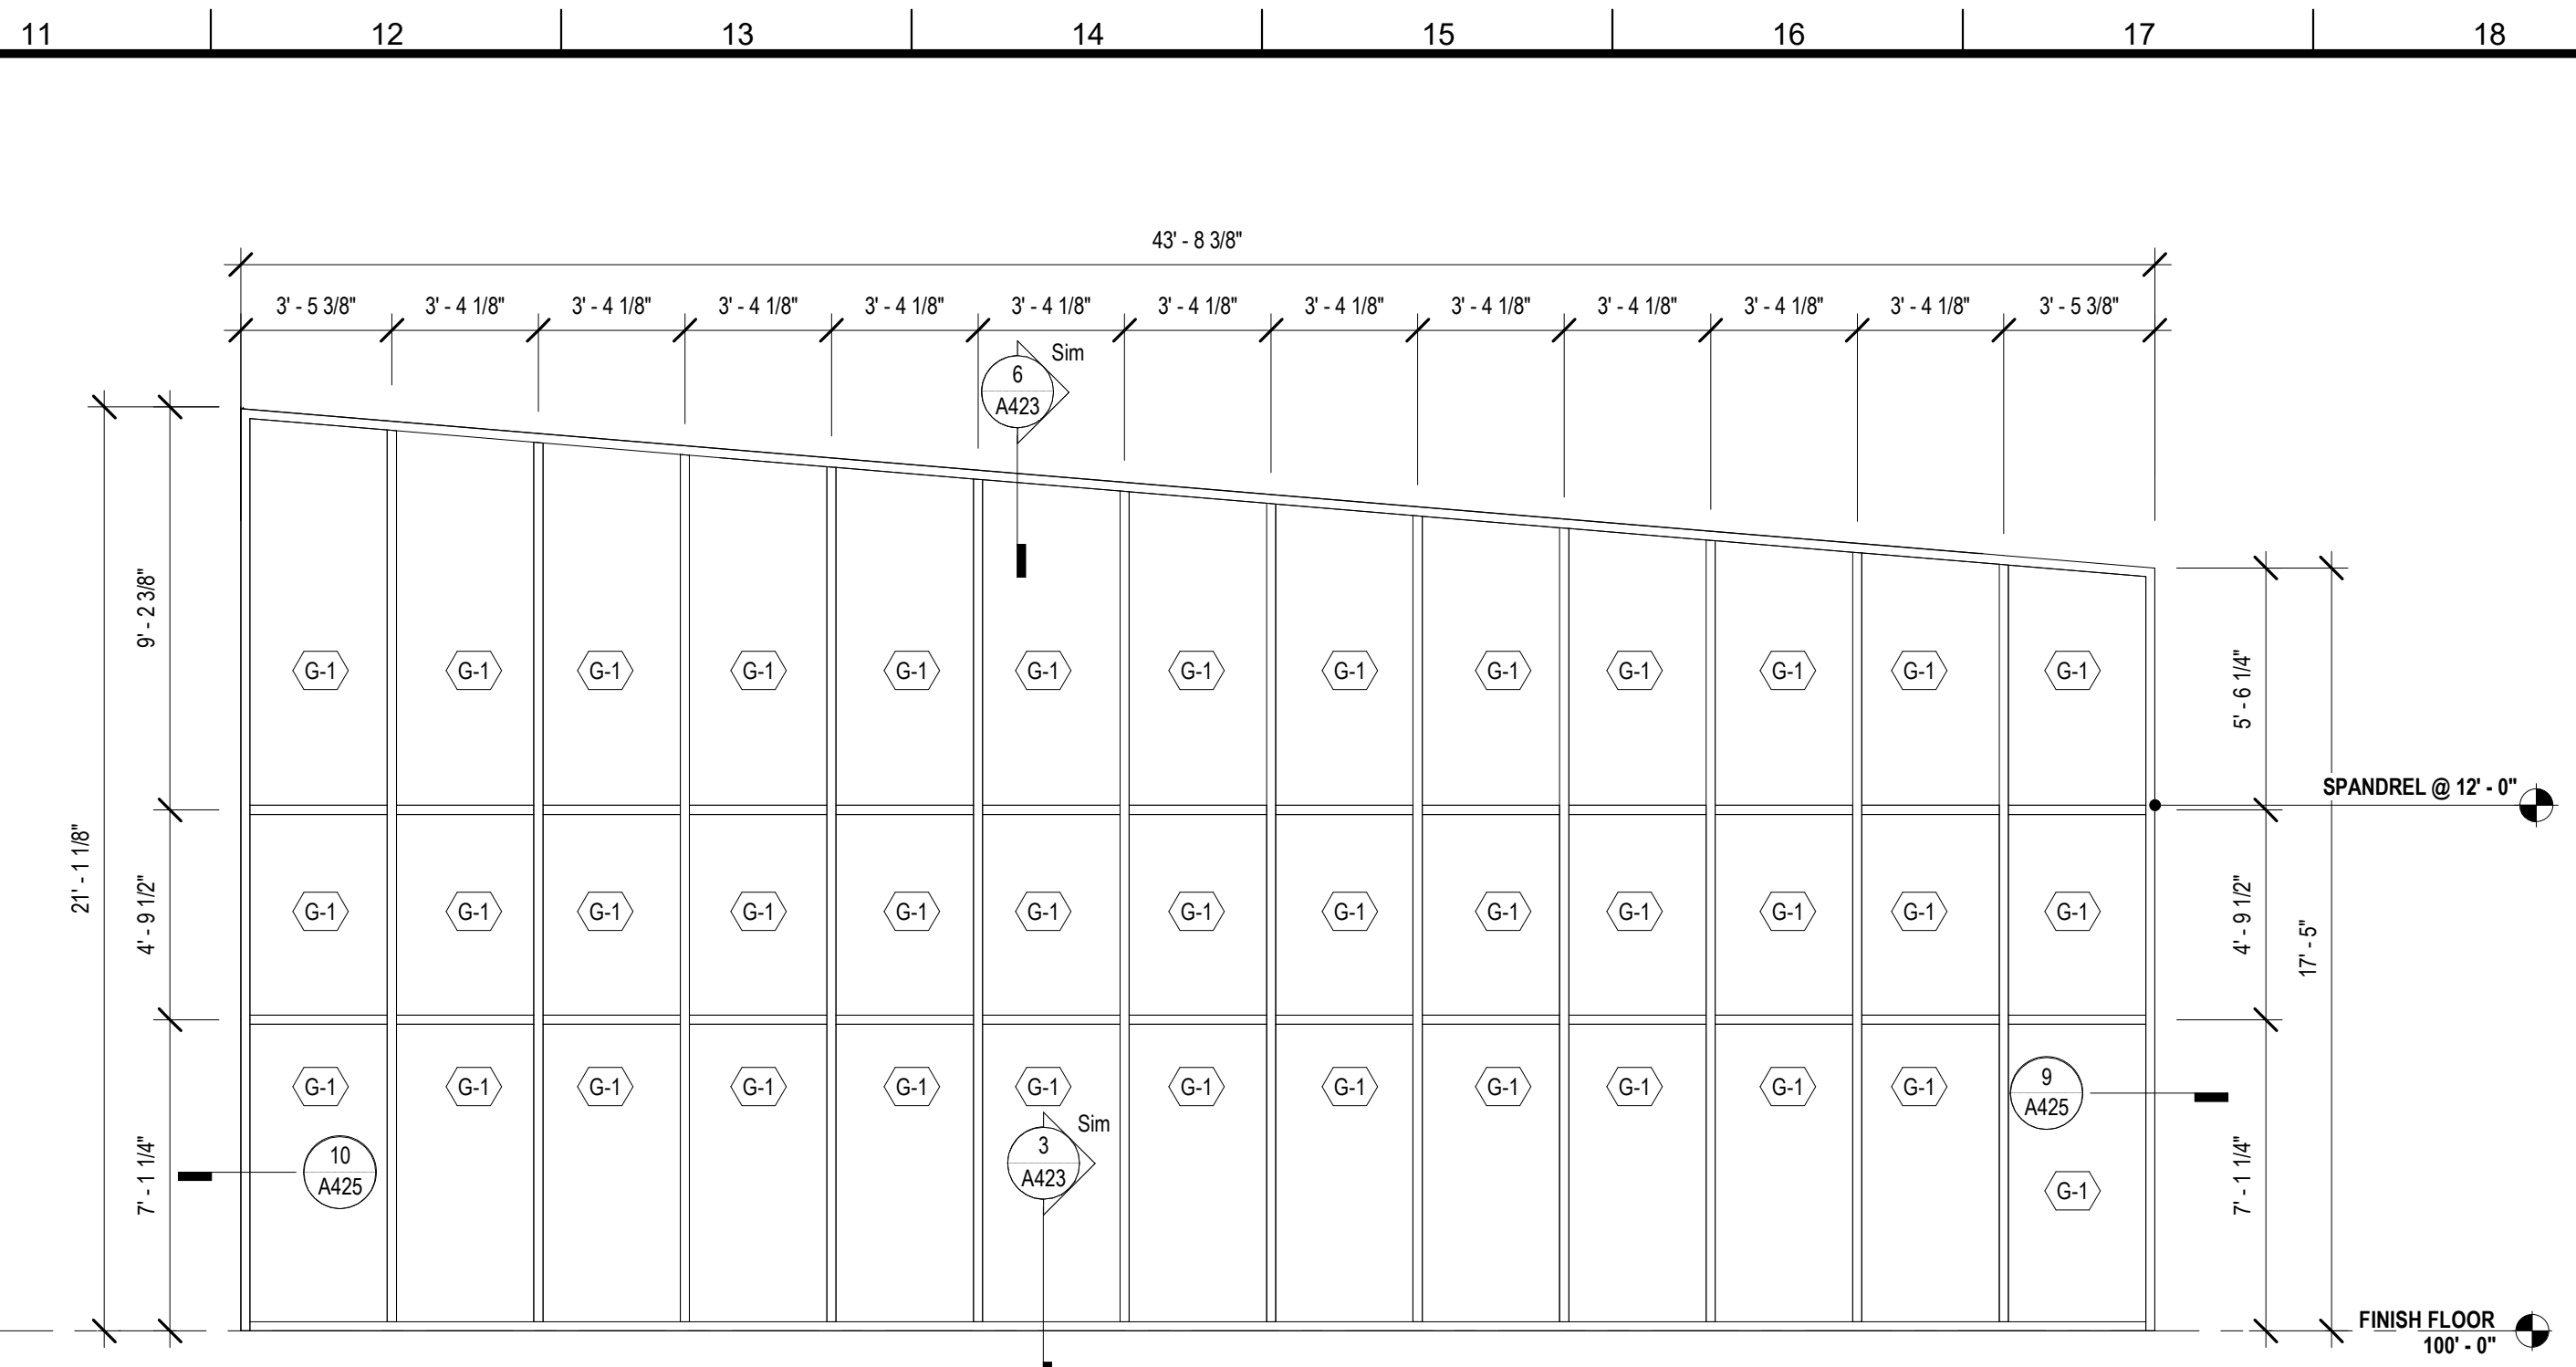 11 12 13 14 15 16 17 18
43' - 8 3/8"
3' - 5 3/8" 3' - 4 1/8" 3' - 4 1/8" 3' - 4 1/8" 3' - 4 1/8" 3' - 4 1/8" 3' - 4 1/8" 3' - 4 1/8" 3' - 4 1/8" 3' - 4 1/8" 3' - 4 1/8" 3' - 4 1/8" 3' - 5 3/8"
Sim
6
A423
9' - 2 3/8"
G-1 G-1 G-1 G-1 G-1 G-1 G-1 G-1 G-1 G-1 G-1 G-1 G-1
5' - 6 1/4"
SPANDREL @ 12' - 0"
21' - 1 1/8"
4' - 9 1/2"
G-1 G-1 G-1 G-1 G-1 G-1 G-1 G-1 G-1 G-1 G-1 G-1 G-1
4' - 9 1/2"
17' - 5"
G-1 G-1 G-1 G-1 G-1 G-1 G-1 G-1 G-1 G-1 G-1 G-1
9
A425
Sim
3
A423
10
A425
7' - 1 1/4"
G-1
7' - 1 1/4"
FINISH FLOOR
100' - 0"